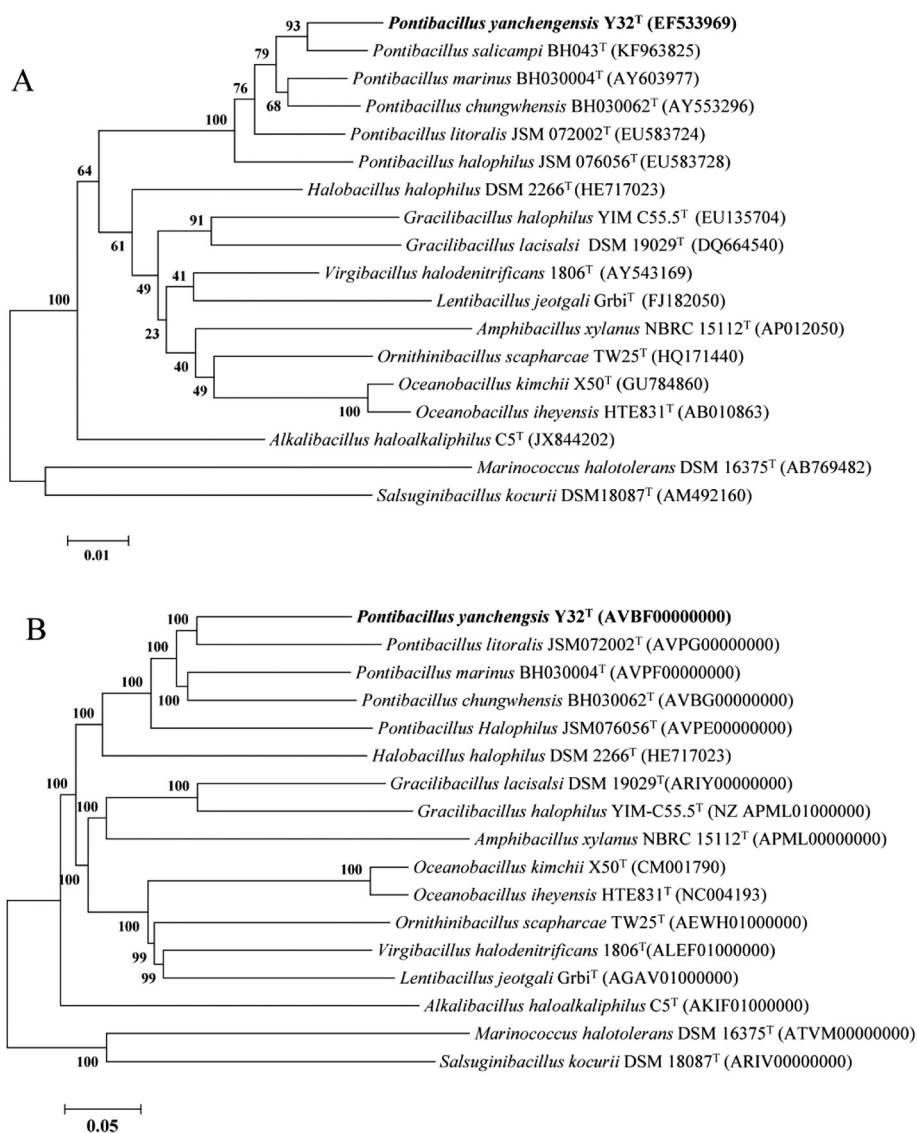 93
Pontibacillus yanchengensis Y32ᵀ (EF533969)
79
Pontibacillus salicampi BH043ᵀ (KF963825)
A
76
Pontibacillus marinus BH030004ᵀ (AY603977)
68
Pontibacillus chungwhensis BH030062ᵀ (AY553296)
100
Pontibacillus litoralis JSM 072002ᵀ (EU583724)
Pontibacillus halophilus JSM 076056ᵀ (EU583728)
64
Halobacillus halophilus DSM 2266ᵀ (HE717023)
91
Gracilibacillus halophilus YIM C55.5ᵀ (EU135704)
61
Gracilibacillus lacisalsi DSM 19029ᵀ (DQ664540)
41
Virgibacillus halodenitrificans 1806ᵀ (AY543169)
49
100
Lentibacillus jeotgali Grbiᵀ (FJ182050)
23
Amphibacillus xylanus NBRC 15112ᵀ (AP012050)
40
Ornithinibacillus scapharcae TW25ᵀ (HQ171440)
49
Oceanobacillus kimchii X50ᵀ (GU784860)
100
Oceanobacillus iheyensis HTE831ᵀ (AB010863)
Alkalibacillus haloalkaliphilus C5ᵀ (JX844202)
Marinococcus halotolerans DSM 16375ᵀ (AB769482)
Salsuginibacillus kocurii DSM18087ᵀ (AM492160)
0.01
B
100
Pontibacillus yanchengsis Y32ᵀ (AVBF00000000)
100
Pontibacillus litoralis JSM072002ᵀ (AVPG00000000)
100
Pontibacillus marinus BH030004ᵀ (AVPF00000000)
100
Pontibacillus chungwhensis BH030062ᵀ (AVBG00000000)
100
Pontibacillus Halophilus JSM076056ᵀ (AVPE00000000)
Halobacillus halophilus DSM 2266ᵀ (HE717023)
100
100
Gracilibacillus lacisalsi DSM 19029ᵀ(ARIY00000000)
100
Gracilibacillus halophilus YIM-C55.5ᵀ (NZ APML01000000)
Amphibacillus xylanus NBRC 15112ᵀ (APML00000000)
100
Oceanobacillus kimchii X50ᵀ (CM001790)
100
Oceanobacillus iheyensis HTE831ᵀ (NC004193)
100
Ornithinibacillus scapharcae TW25ᵀ (AEWH01000000)
99
Virgibacillus halodenitrificans 1806ᵀ(ALEF01000000)
99
Lentibacillus jeotgali Grbiᵀ (AGAV01000000)
Alkalibacillus haloalkaliphilus C5ᵀ (AKIF01000000)
Marinococcus halotolerans DSM 16375ᵀ (ATVM00000000)
100
Salsuginibacillus kocurii DSM 18087ᵀ (ARIV00000000)
0.05